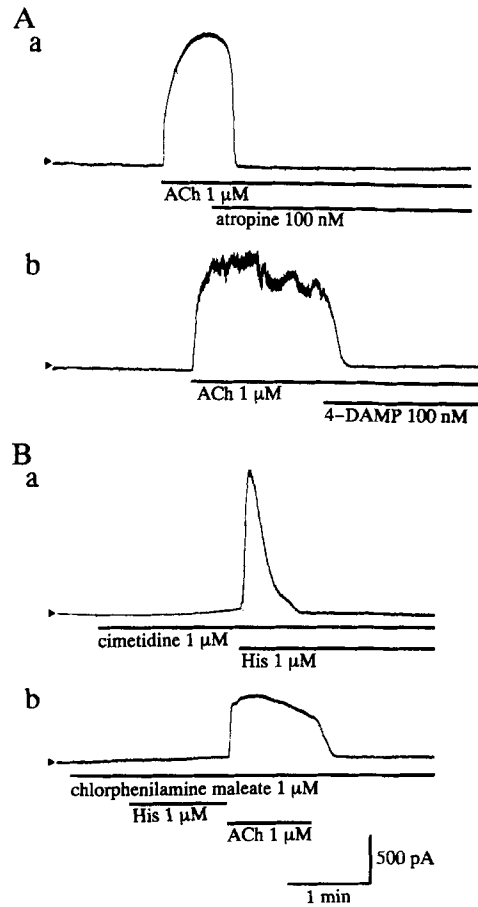 A
a
ACh 1 μM
atropine 100 nM
b
ACh 1 μM
4-DAMP 100 nM
B
a
cimetidine 1 μM
His 1 μM
b
chlorphenilamine maleate 1 μM
His 1 μM
ACh 1 μM
500 pA
1 min